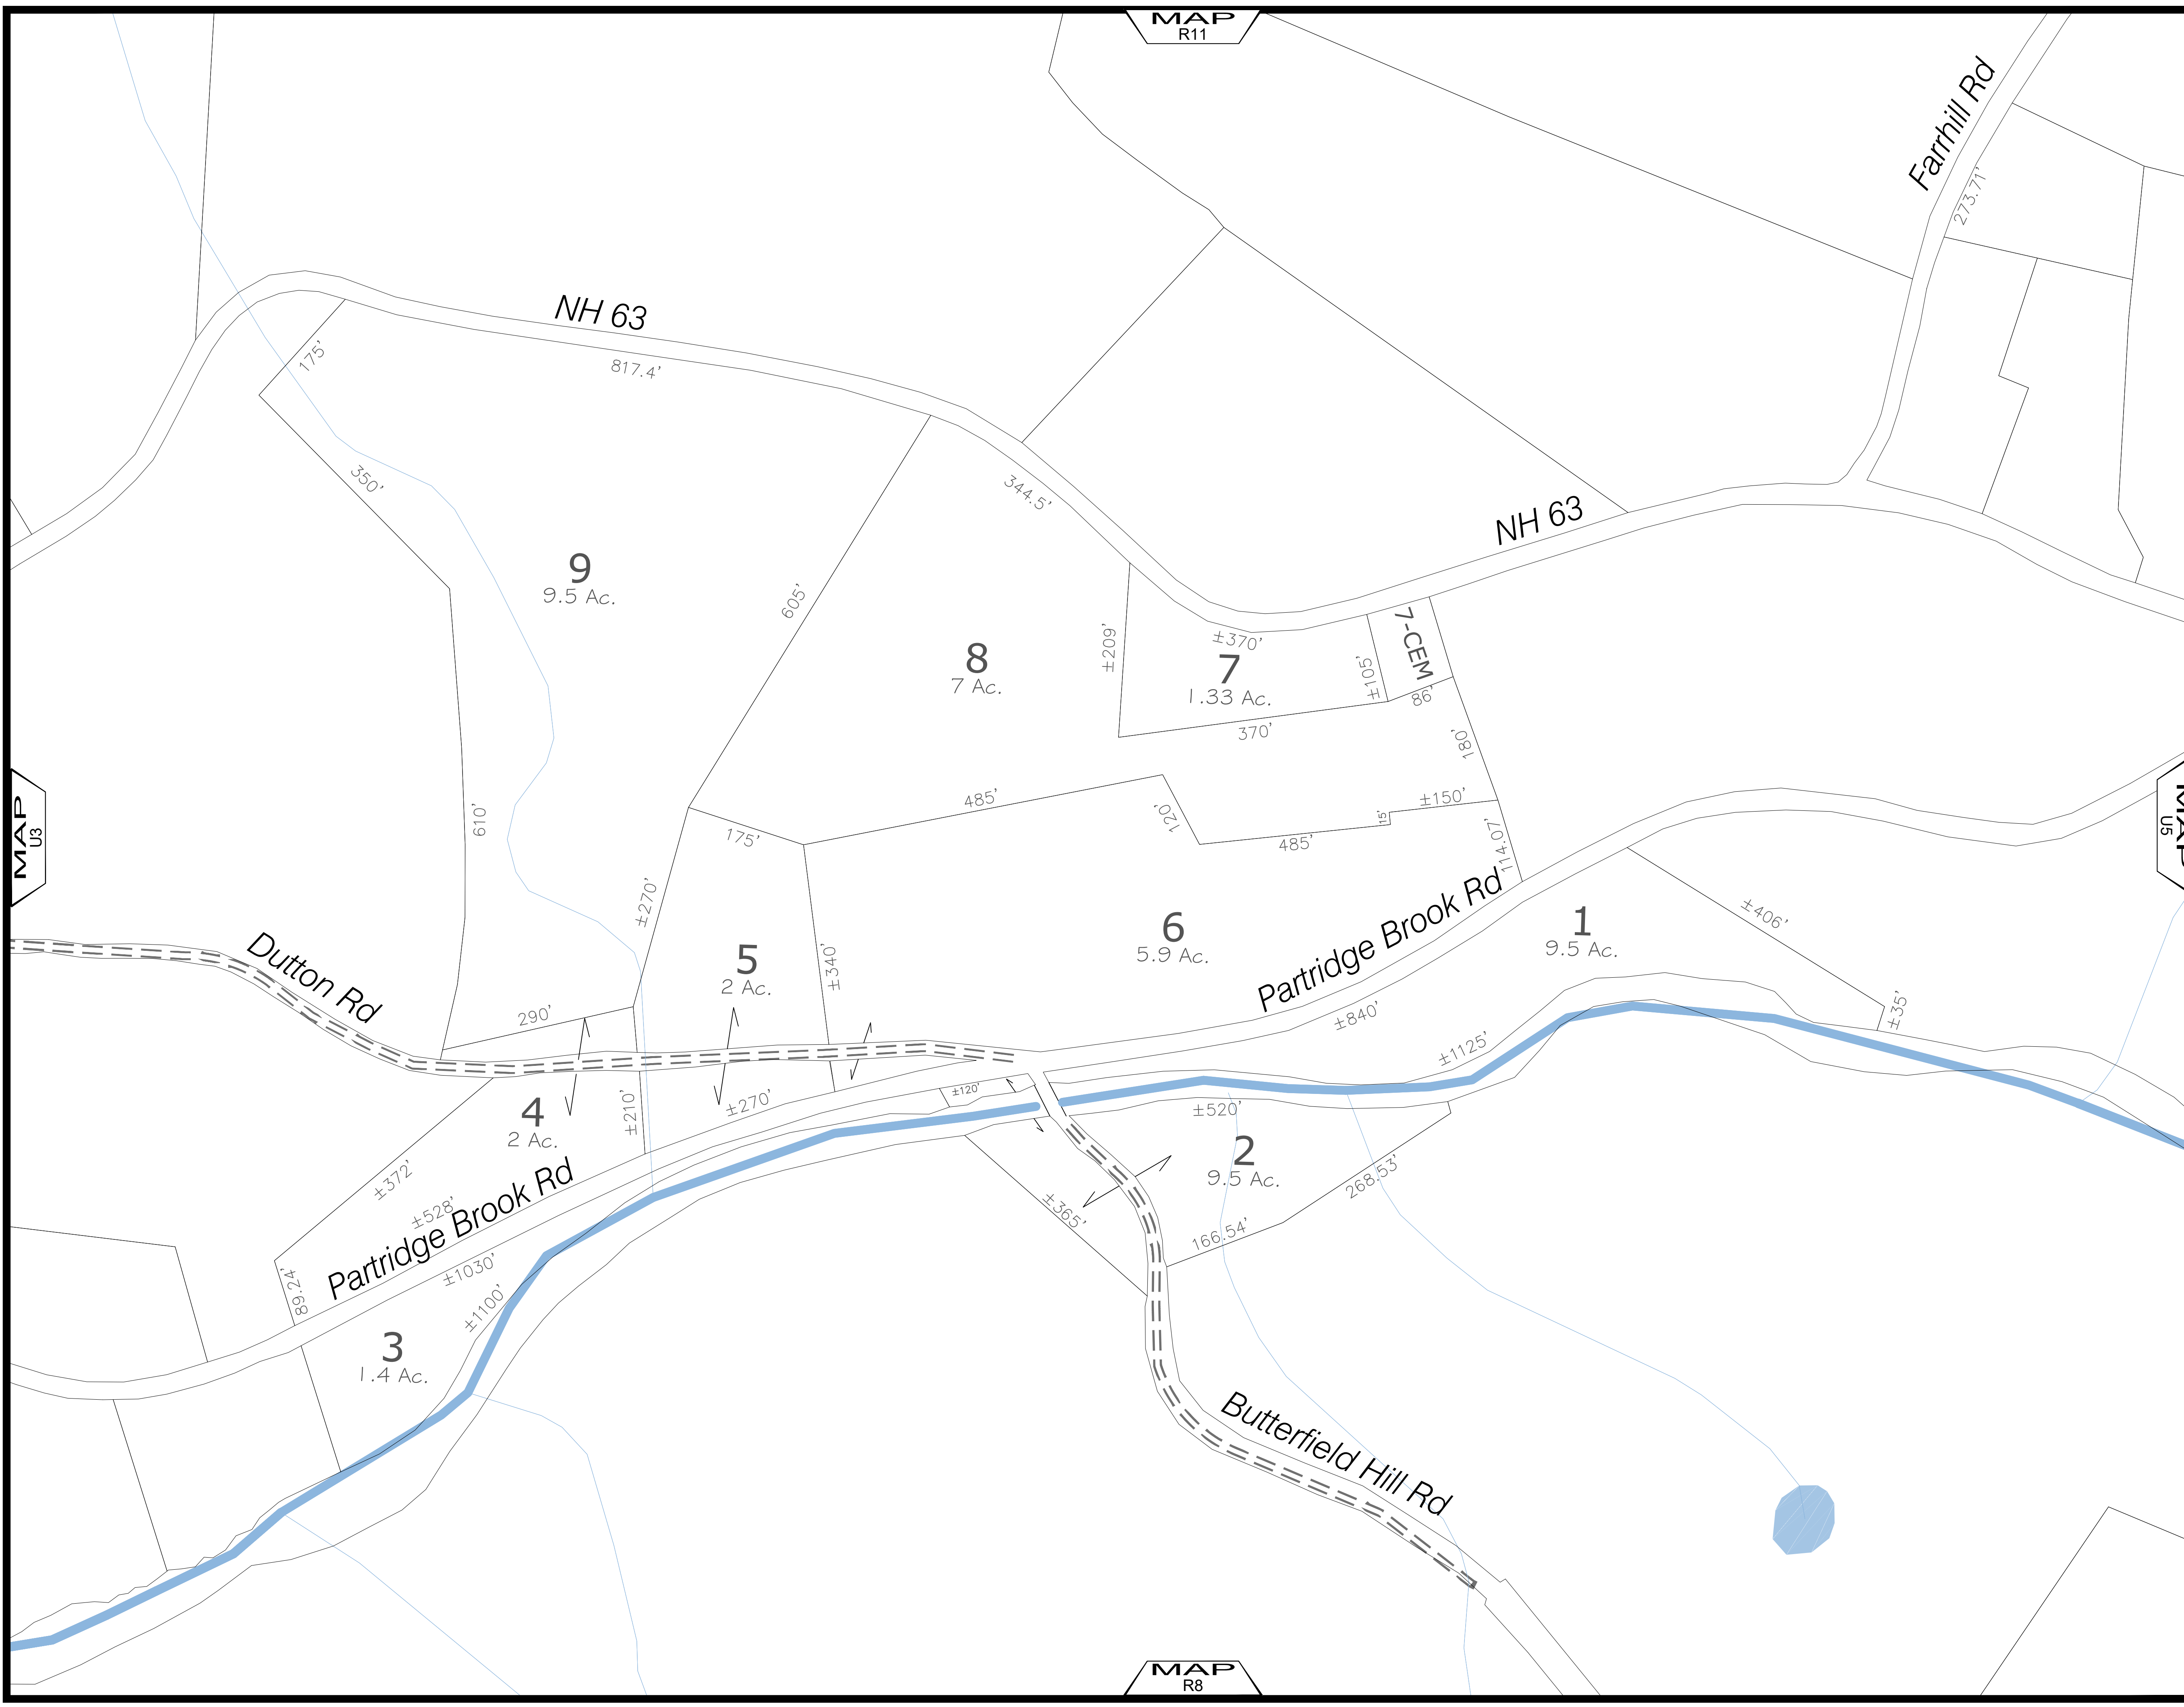 MAP
R11
Farrhill Rd
273.71'
NH 63
175'
817.4'
350'
344.5'
NH 63
9
9.5 Ac.
605'
8
7 Ac.
±209'
±370'
7
1.33 Ac.
±105'
7-CEM
86'
370'
180'
610'
485'
175'
120'
485'
15'
±150'
114.07'
MAP
U3
MAP
U5
±270'
5
2 Ac.
±340'
6
5.9 Ac.
Partridge Brook Rd
1
9.5 Ac.
±406'
±35'
Dutton Rd
290'
±840'
±1125'
4
2 Ac.
±210'
±270'
±120'
±520'
2
9.5 Ac.
268.53'
166.54'
±365'
±372'
±528'
Partridge Brook Rd
±1030'
±1100'
89.24'
3
1.4 Ac.
Butterfield Hill Rd
MAP
R8